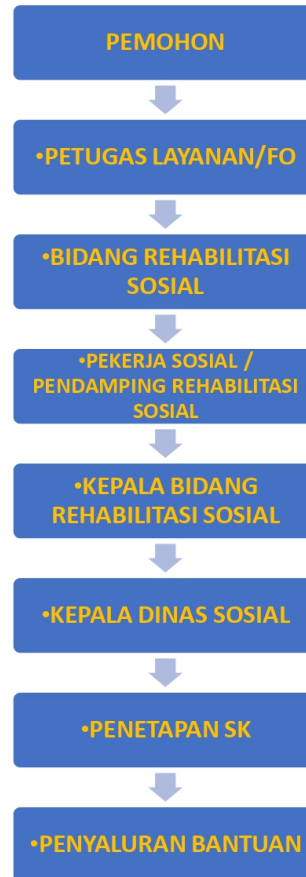 PEMOHON
•PETUGAS LAYANAN/FO
•BIDANG REHABILITASI
SOSIAL
•PEKERJA SOSIAL /
PENDAMPING REHABILITASI
SOSIAL
•KEPALA BIDANG
REHABILITASI SOSIAL
•KEPALA DINAS SOSIAL
•PENETAPAN SK
•PENYALURAN BANTUAN